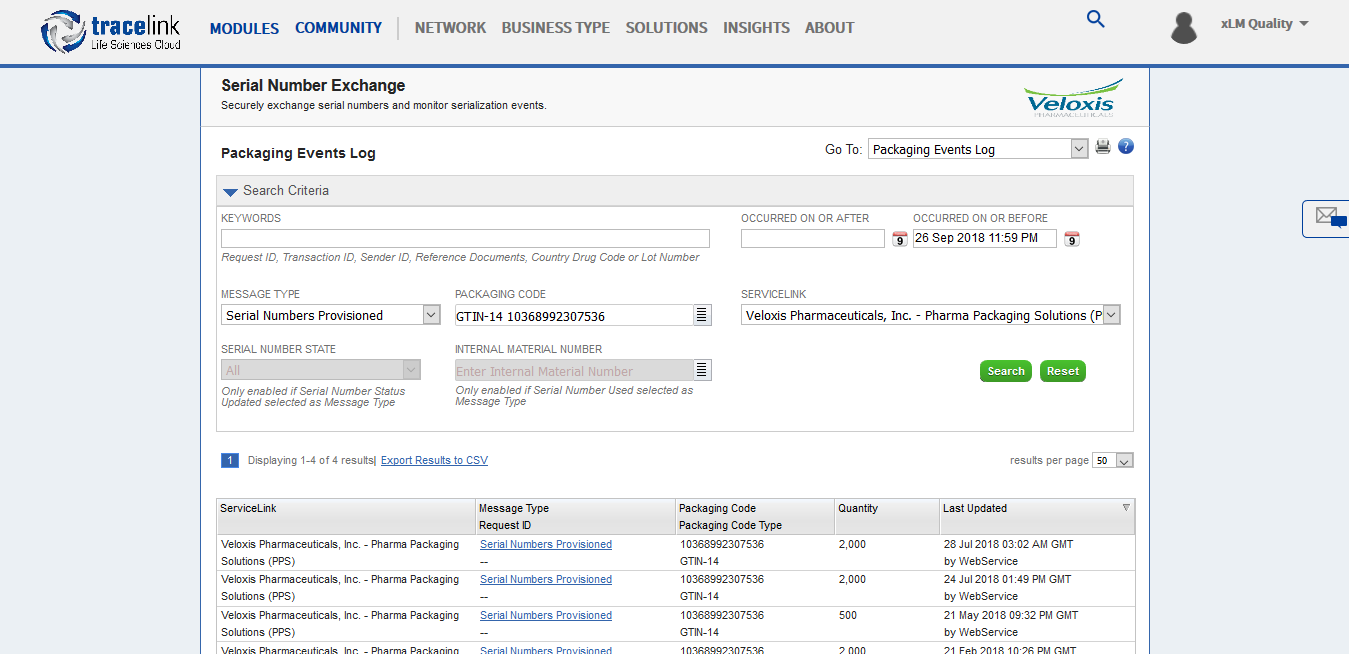 tracelink
Life Sciences Cloud
MODULES COMMUNITY NETWORK BUSINESS TYPE SOLUTIONS INSIGHTS ABOUT
xLM Quality
Serial Number Exchange
Securely exchange serial numbers and monitor serialization events.
Veloxis
PHARMACEUTICALS
Packaging Events Log
Go To: Packaging Events Log
?
Search Criteria
KEYWORDS OCCURRED ON OR AFTER OCCURRED ON OR BEFORE
9 26 Sep 2018 11:59 PM 9
Request ID, Transaction ID, Sender ID, Reference Documents, Country Drug Code or Lot Number
MESSAGE TYPE PACKAGING CODE SERVICELINK
Serial Numbers Provisioned GTIN-14 10368992307536 Veloxis Pharmaceuticals, Inc. - Pharma Packaging Solutions (P
SERIAL NUMBER STATE INTERNAL MATERIAL NUMBER
All Enter Internal Material Number Search Reset
Only enabled if Serial Number Status Only enabled if Serial Number Used selected as
Updated selected as Message Type Message Type
1 Displaying 1-4 of 4 results| Export Results to CSV results per page 50
ServiceLink Message Type Packaging Code Quantity Last Updated
Request ID Packaging Code Type
Veloxis Pharmaceuticals, Inc. - Pharma Packaging Serial Numbers Provisioned 10368992307536 2,000 28 Jul 2018 03:02 AM GMT
Solutions (PPS) -- GTIN-14 by WebService
Veloxis Pharmaceuticals, Inc. - Pharma Packaging Serial Numbers Provisioned 10368992307536 2,000 24 Jul 2018 01:49 PM GMT
Solutions (PPS) -- GTIN-14 by WebService
Veloxis Pharmaceuticals, Inc. - Pharma Packaging Serial Numbers Provisioned 10368992307536 500 21 May 2018 09:32 PM GMT
Solutions (PPS) -- GTIN-14 by WebService
Veloxis Pharmaceuticals, Inc. - Pharma Packaging Serial Numbers Provisioned 10368992307536 2,000 21 Feb 2018 10:26 PM GMT